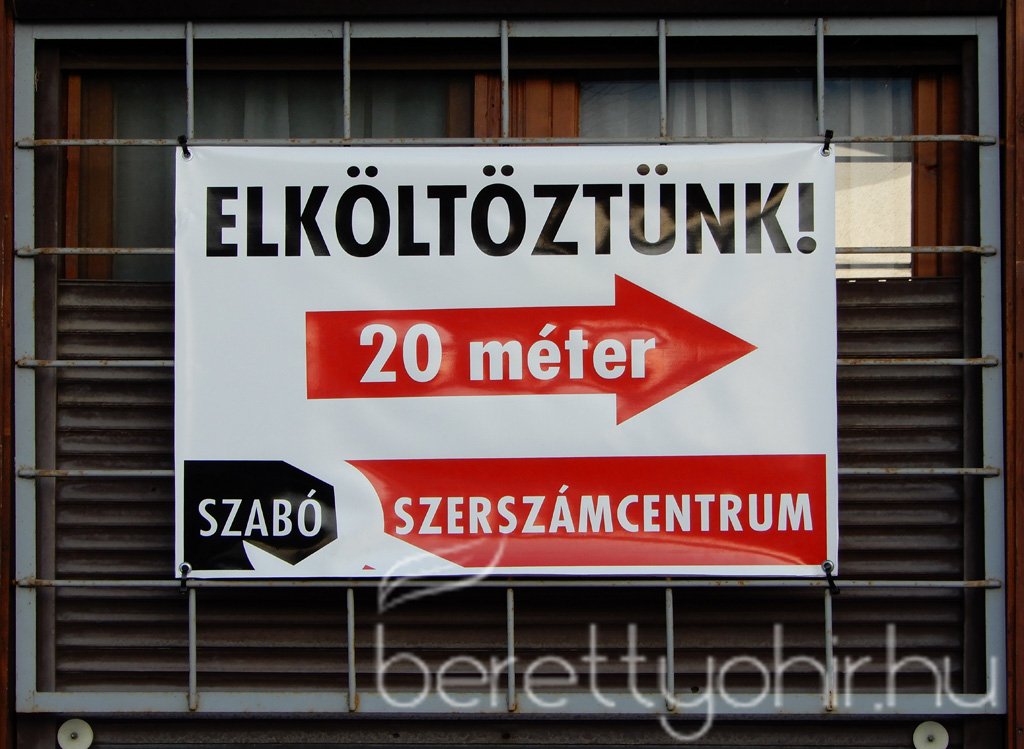 ELKÖLTÖZTÜNK!
20 méter
SZABÓ SZERSZÁMCENTRUM
berettyohir.hu